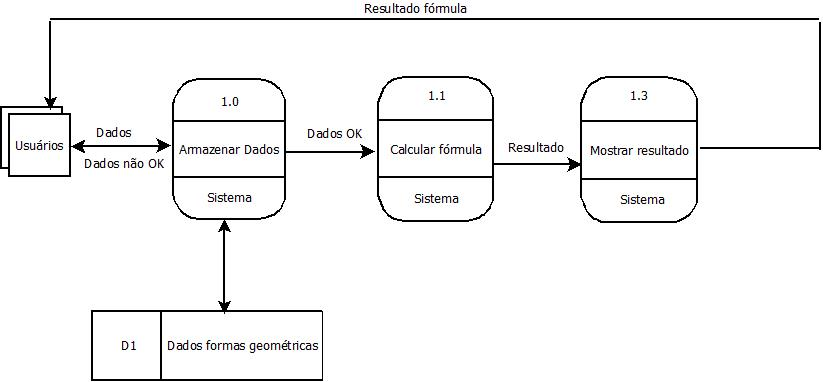 Resultado fórmula
Usuários
Dados
Dados não OK
1.0
Armazenar Dados
Sistema
Dados OK
1.1
Calcular fórmula
Sistema
Resultado
1.3
Mostrar resultado
Sistema
D1
Dados formas geométricas